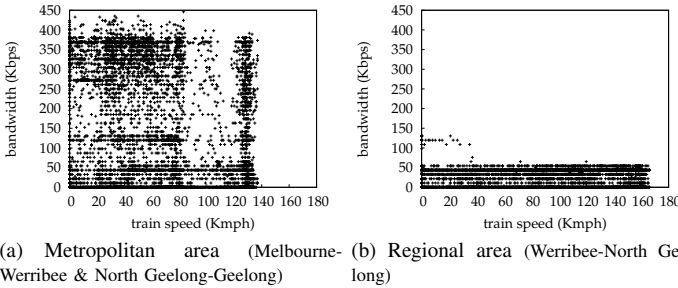 450
400
350
300
250
200
150
100
50
0
bandwidth (Kbps)
0 20 40 60 80 100 120 140 160 180
train speed (Kmph)
(a) Metropolitan area (Melbourne-
Werribee & North Geelong-Geelong)
450
400
350
300
250
200
150
100
50
0
bandwidth (Kbps)
0 20 40 60 80 100 120 140 160 180
train speed (Kmph)
(b) Regional area (Werribee-North Gee
long)